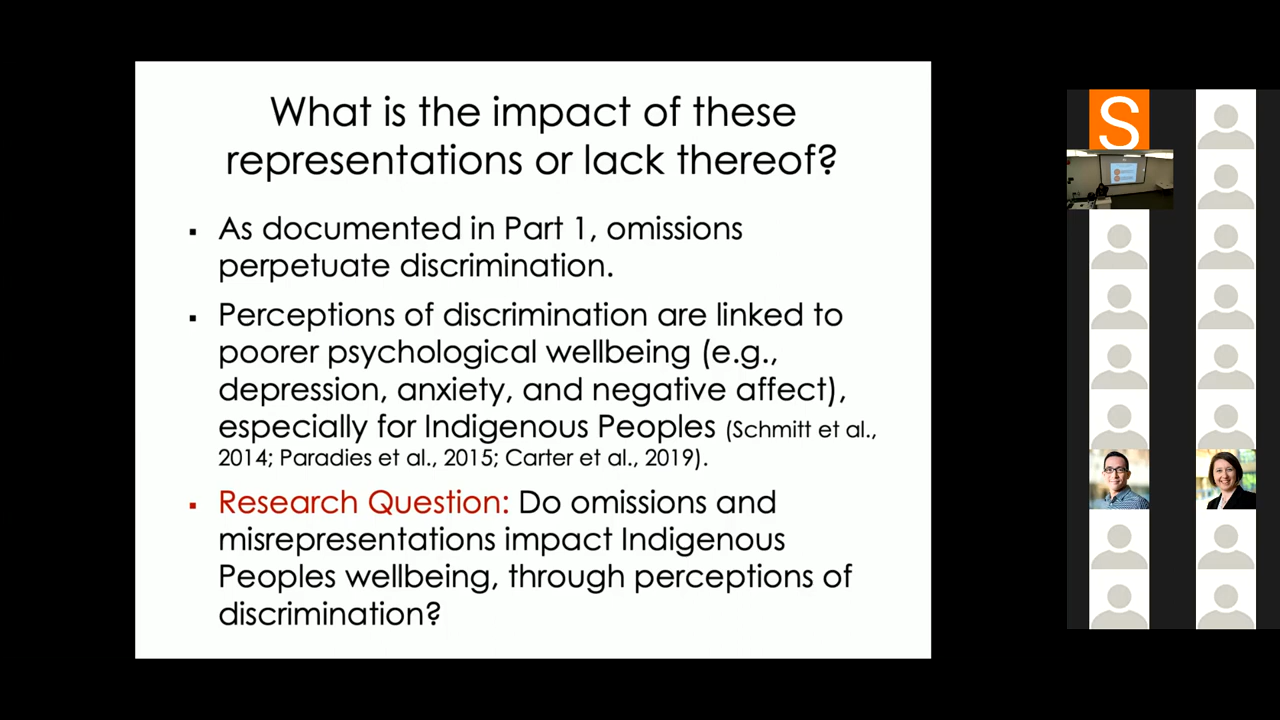 What is the impact of these
representations or lack thereof?
▪ As documented in Part 1, omissions
perpetuate discrimination.
▪ Perceptions of discrimination are linked to
poorer psychological wellbeing (e.g.,
depression, anxiety, and negative affect),
especially for Indigenous Peoples (Schmitt et al.,
2014; Paradies et al., 2015; Carter et al., 2019).
▪ Research Question: Do omissions and
misrepresentations impact Indigenous
Peoples wellbeing, through perceptions of
discrimination?
S